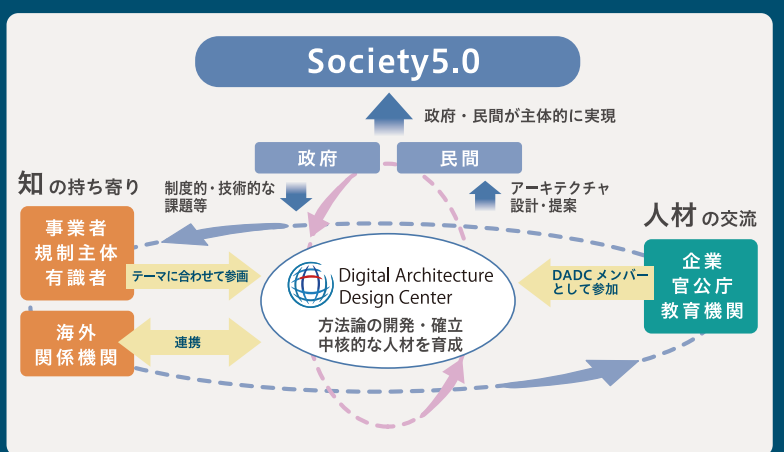 Society5.0
政府・民間が主体的に実現
政府
民間
知の持ち寄り
制度的・技術的な
課題等
アーキテクチャ
設計・提案
人材の交流
事業者
規制主体
有識者
テーマに合わせて参画
Digital Architecture
Design Center
方法論の開発・確立
中核的な人材を育成
DADCメンバー
として参加
企業
官公庁
教育機関
海外
関係機関
連携